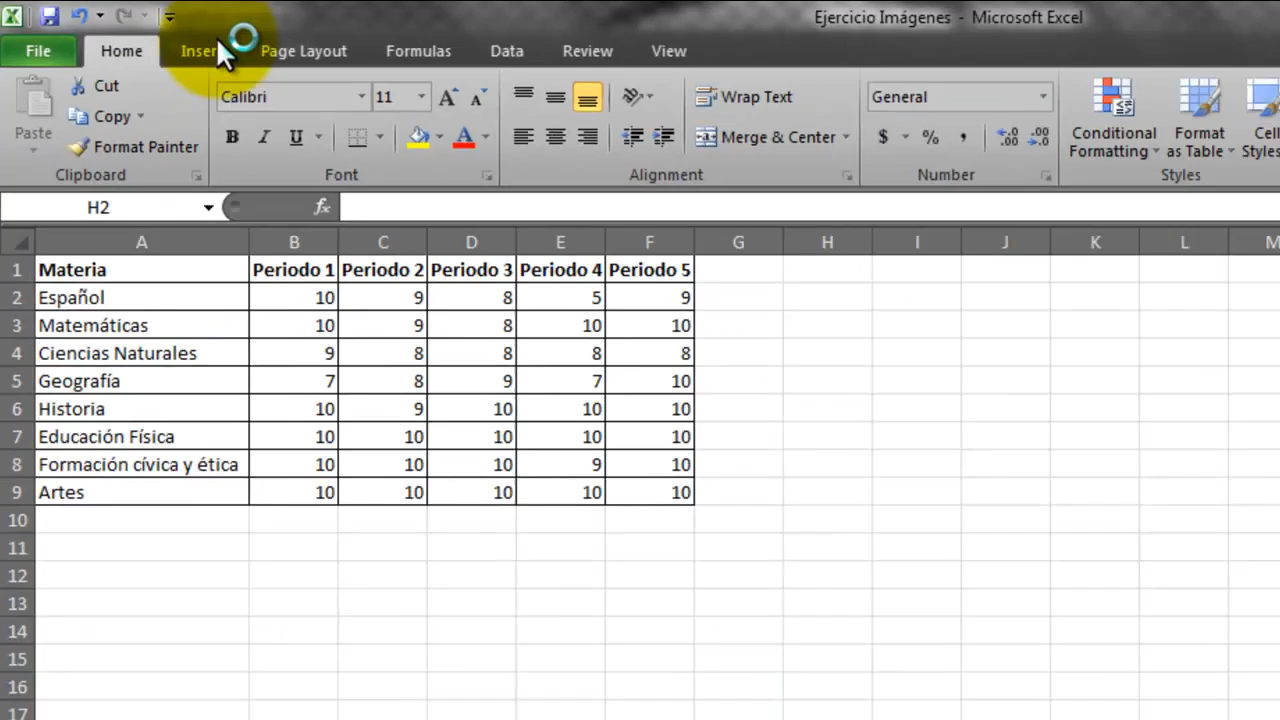 Ejercicio Imágenes - Microsoft Excel
File Home Page Layout Formulas Data Review View
Cut
Copy
Format Painter
Paste
Clipboard
Calibri 11
B I U
Font
Wrap Text
Merge & Center
Alignment
General
$ % ,
Number
Conditional Formatting
Format as Table
Cell Styles
Styles
H2 fx
A B C D E F G H I J K L M
1 Materia Periodo 1 Periodo 2 Periodo 3 Periodo 4 Periodo 5
2 Español 10 9 8 5 9
3 Matemáticas 10 9 8 10 10
4 Ciencias Naturales 9 8 8 8 8
5 Geografía 7 8 9 7 10
6 Historia 10 9 10 10 10
7 Educación Física 10 10 10 10 10
8 Formación cívica y ética 10 10 10 9 10
9 Artes 10 10 10 10 10
10
11
12
13
14
15
16
17